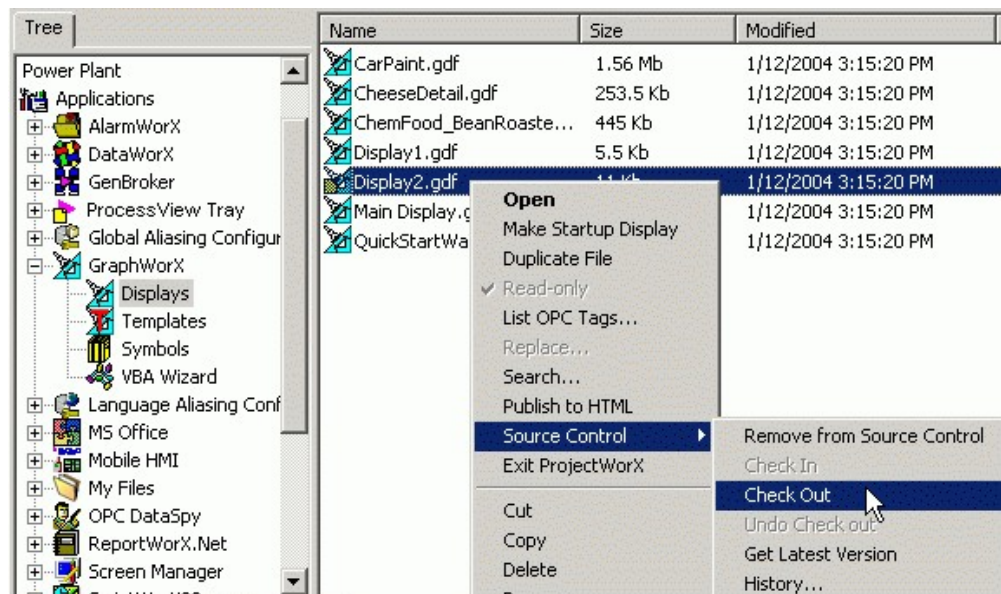 Tree
Power Plant
Applications
AlarmWorX
DataWorX
GenBroker
ProcessView Tray
Global Aliasing Configur
GraphWorX
Displays
Templates
Symbols
VBA Wizard
Language Aliasing Conf
MS Office
Mobile HMI
My Files
OPC DataSpy
ReportWorX.Net
Screen Manager
Name Size Modified
CarPaint.gdf 1.56 Mb 1/12/2004 3:15:20 PM
CheeseDetail.gdf 253.5 Kb 1/12/2004 3:15:20 PM
ChemFood_BeanRoaste... 445 Kb 1/12/2004 3:15:20 PM
Display1.gdf 5.5 Kb 1/12/2004 3:15:20 PM
Display2.gdf 11 Kb 1/12/2004 3:15:20 PM
Main Display.g 1/12/2004 3:15:20 PM
QuickStartWa 1/12/2004 3:15:20 PM
Open
Make Startup Display
Duplicate File
Read-only
List OPC Tags...
Replace...
Search...
Publish to HTML
Source Control
Exit ProjectWorX
Cut
Copy
Delete
Remove from Source Control
Check In
Check Out
Undo Check out
Get Latest Version
History...